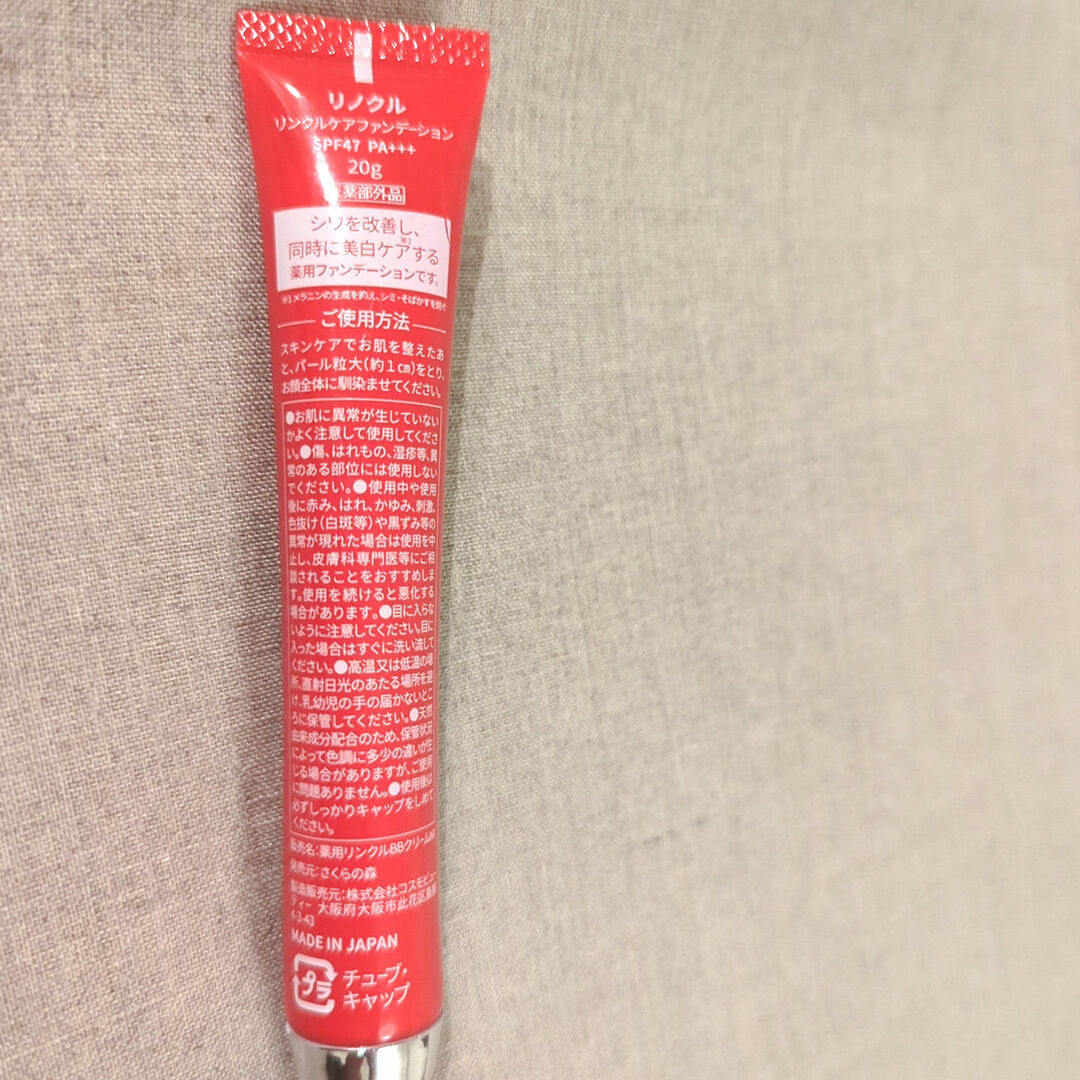 リノクル
リンクルケアファンデーション
SPF47 PA+++
20g
医薬部外品
シワを改善し、
同時に美白ケア※1する
薬用ファンデーションです。
※1 メラニンの生成を抑え、シミ・そばかすを防ぐ
ご使用方法
スキンケアでお肌を整えたあ
と、パール粒大(約1cm)をとり、
お顔全体に馴染ませてください。
●お肌に異常が生じていない
かよく注意して使用してくださ
い。●傷、はれもの、湿疹等、異
常のある部位には使用しない
でください。●使用中や使用
後に赤み、はれ、かゆみ、刺激、
色抜け(白斑等)や黒ずみ等の
異常が現れた場合は使用を中
止し、皮膚科専門医等にご相
談されることをおすすめしま
す。使用を続けると悪化する
場合があります。●目に入らな
いように注意してください。目に
入った場合はすぐに洗い流して
ください。●高温又は低温の場
所、直射日光のあたる場所を避
け、乳幼児の手の届かないとこ
ろに保管してください。●天然
由来成分配合のため、保管状況
によって色調に多少の違いが生
じる場合がありますが、ご使用
に問題ありません。●使用後は
必ずしっかりキャップをしめて
ください。
販売名:薬用リンクルBBクリーム
発売元:さくらの森
製造販売元:株式会社コスモビュー
ティー 大阪府大阪市此花区島屋
4-3-43
MADE IN JAPAN
プラ
チューブ・
キャップ